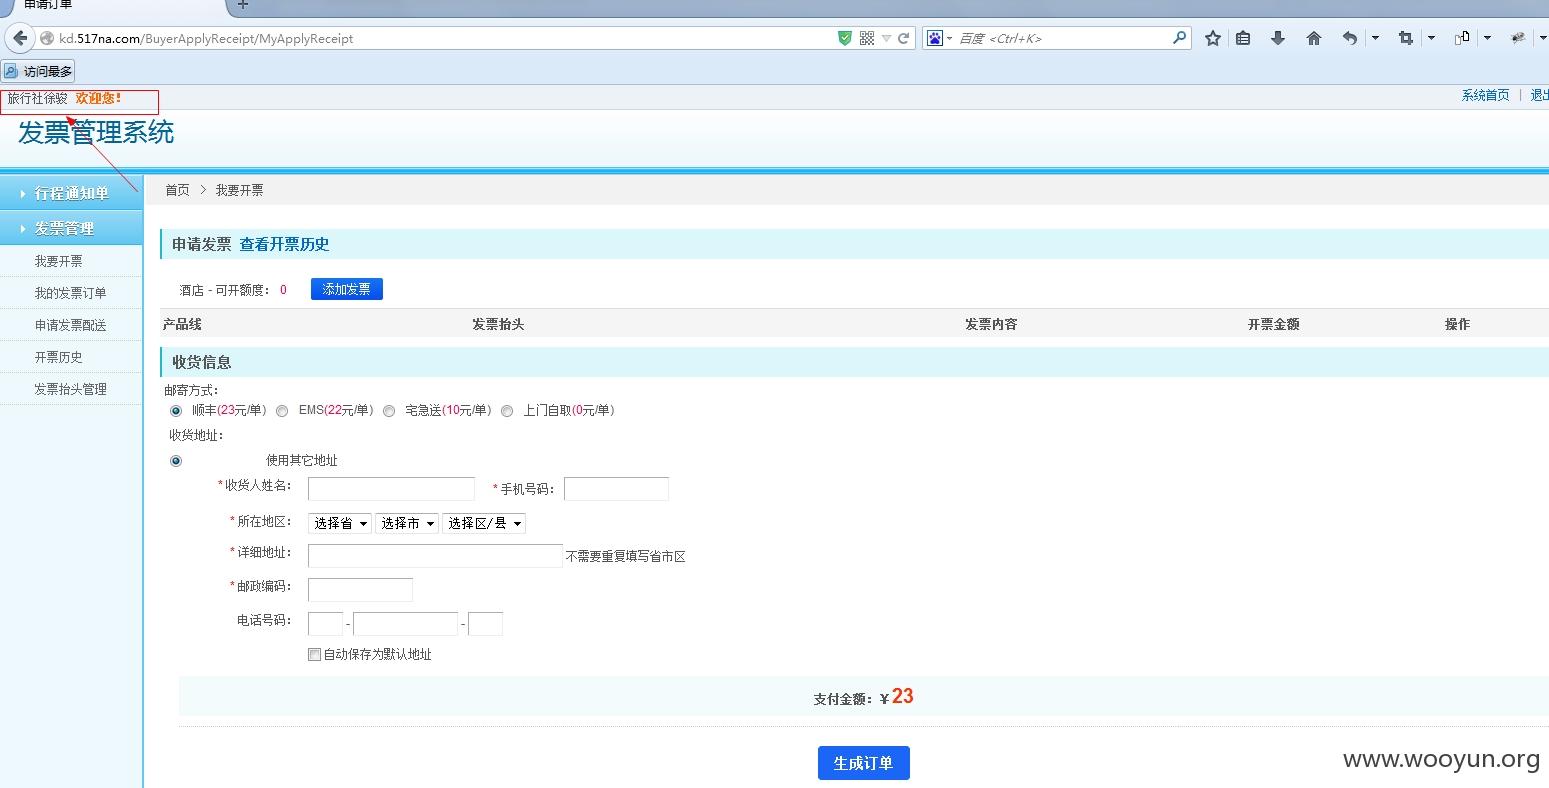 申请订单
kd.517na.com/BuyerApplyReceipt/MyApplyReceipt
百度 <Ctrl+K>
访问最多
旅行社徐骏 欢迎您！
系统首页 | 退出
发票管理系统
行程通知单
首页 > 我要开票
发票管理
我要开票
我的发票订单
申请发票配送
开票历史
发票抬头管理
申请发票 查看开票历史
酒店 - 可开额度： 0 添加发票
产品线 发票抬头 发票内容 开票金额 操作
收货信息
邮寄方式：
顺丰(23元/单) EMS(22元/单) 宅急送(10元/单) 上门自取(0元/单)
收货地址：
使用其它地址
*收货人姓名： *手机号码：
*所在地区： 选择省 选择市 选择区/县
*详细地址： 不需要重复填写省市区
*邮政编码：
电话号码： - -
自动保存为默认地址
支付金额：¥23
生成订单
www.wooyun.org